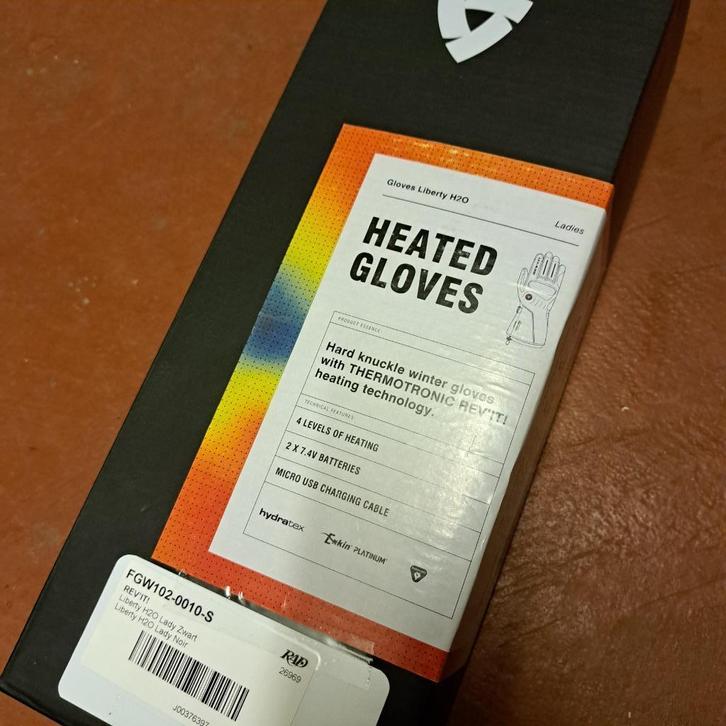 Gloves Liberty H2O
Ladies
HEATED
GLOVES
PRODUCT ESSENCE:
Hard knuckle winter gloves
with THERMOTRONIC REV'IT!
heating technology.
TECHNICAL FEATURES:
4 LEVELS OF HEATING
2 X 7.4V BATTERIES
MICRO USB CHARGING CABLE
hydratex
PLATINUM
FGW102-0010-S
REV'IT!
Liberty H2O Lady Zwart
Liberty H2O Lady Noir
RAD
26969
J00376397